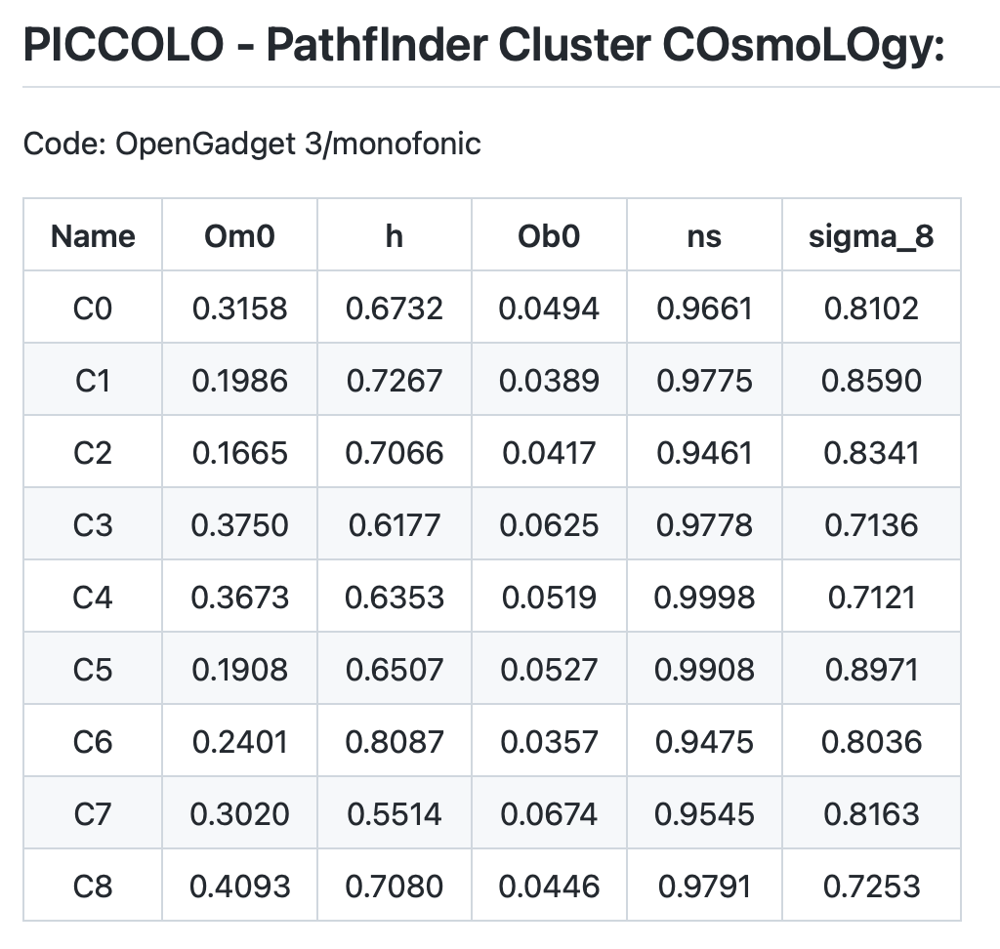 PICCOLO - PathfInder Cluster COsmoLOgy:
Code: OpenGadget 3/monofonic
Name Om0 h Ob0 ns sigma_8
C0 0.3158 0.6732 0.0494 0.9661 0.8102
C1 0.1986 0.7267 0.0389 0.9775 0.8590
C2 0.1665 0.7066 0.0417 0.9461 0.8341
C3 0.3750 0.6177 0.0625 0.9778 0.7136
C4 0.3673 0.6353 0.0519 0.9998 0.7121
C5 0.1908 0.6507 0.0527 0.9908 0.8971
C6 0.2401 0.8087 0.0357 0.9475 0.8036
C7 0.3020 0.5514 0.0674 0.9545 0.8163
C8 0.4093 0.7080 0.0446 0.9791 0.7253